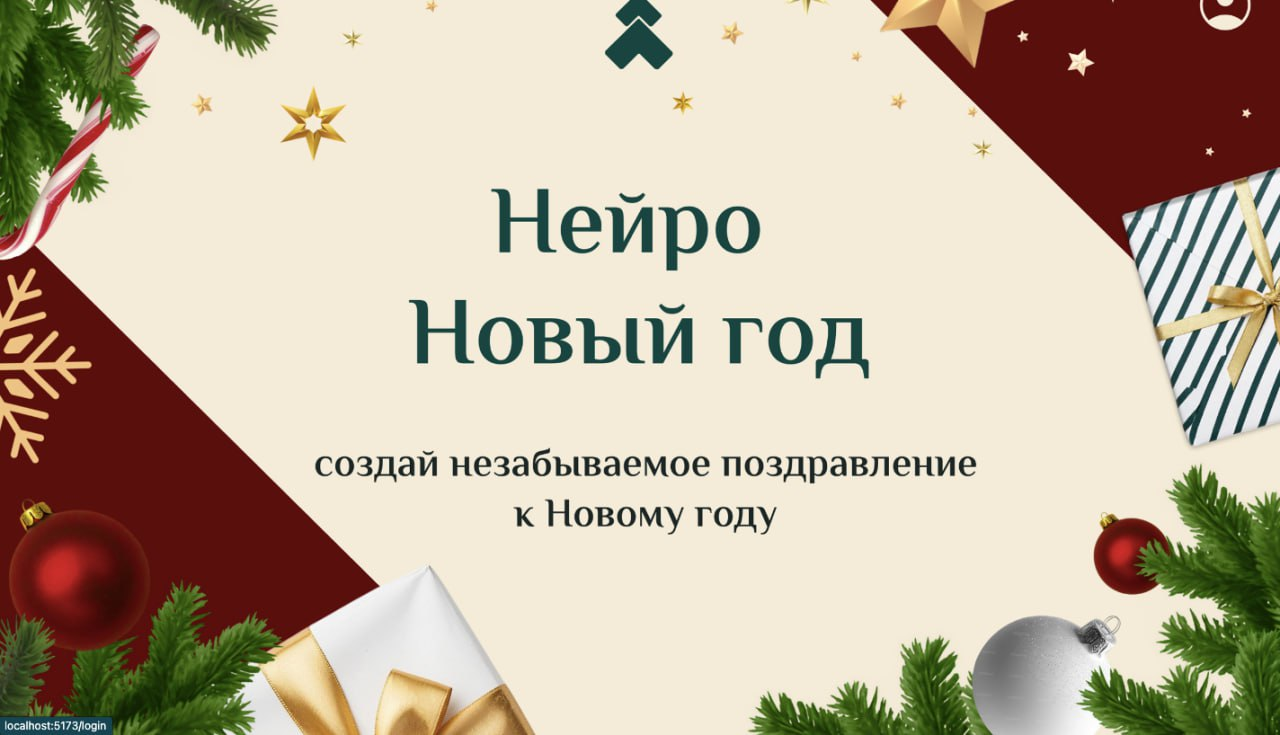 Нейро
Новый год
создай незабываемое поздравление
к Новому году
localhost:5173/login